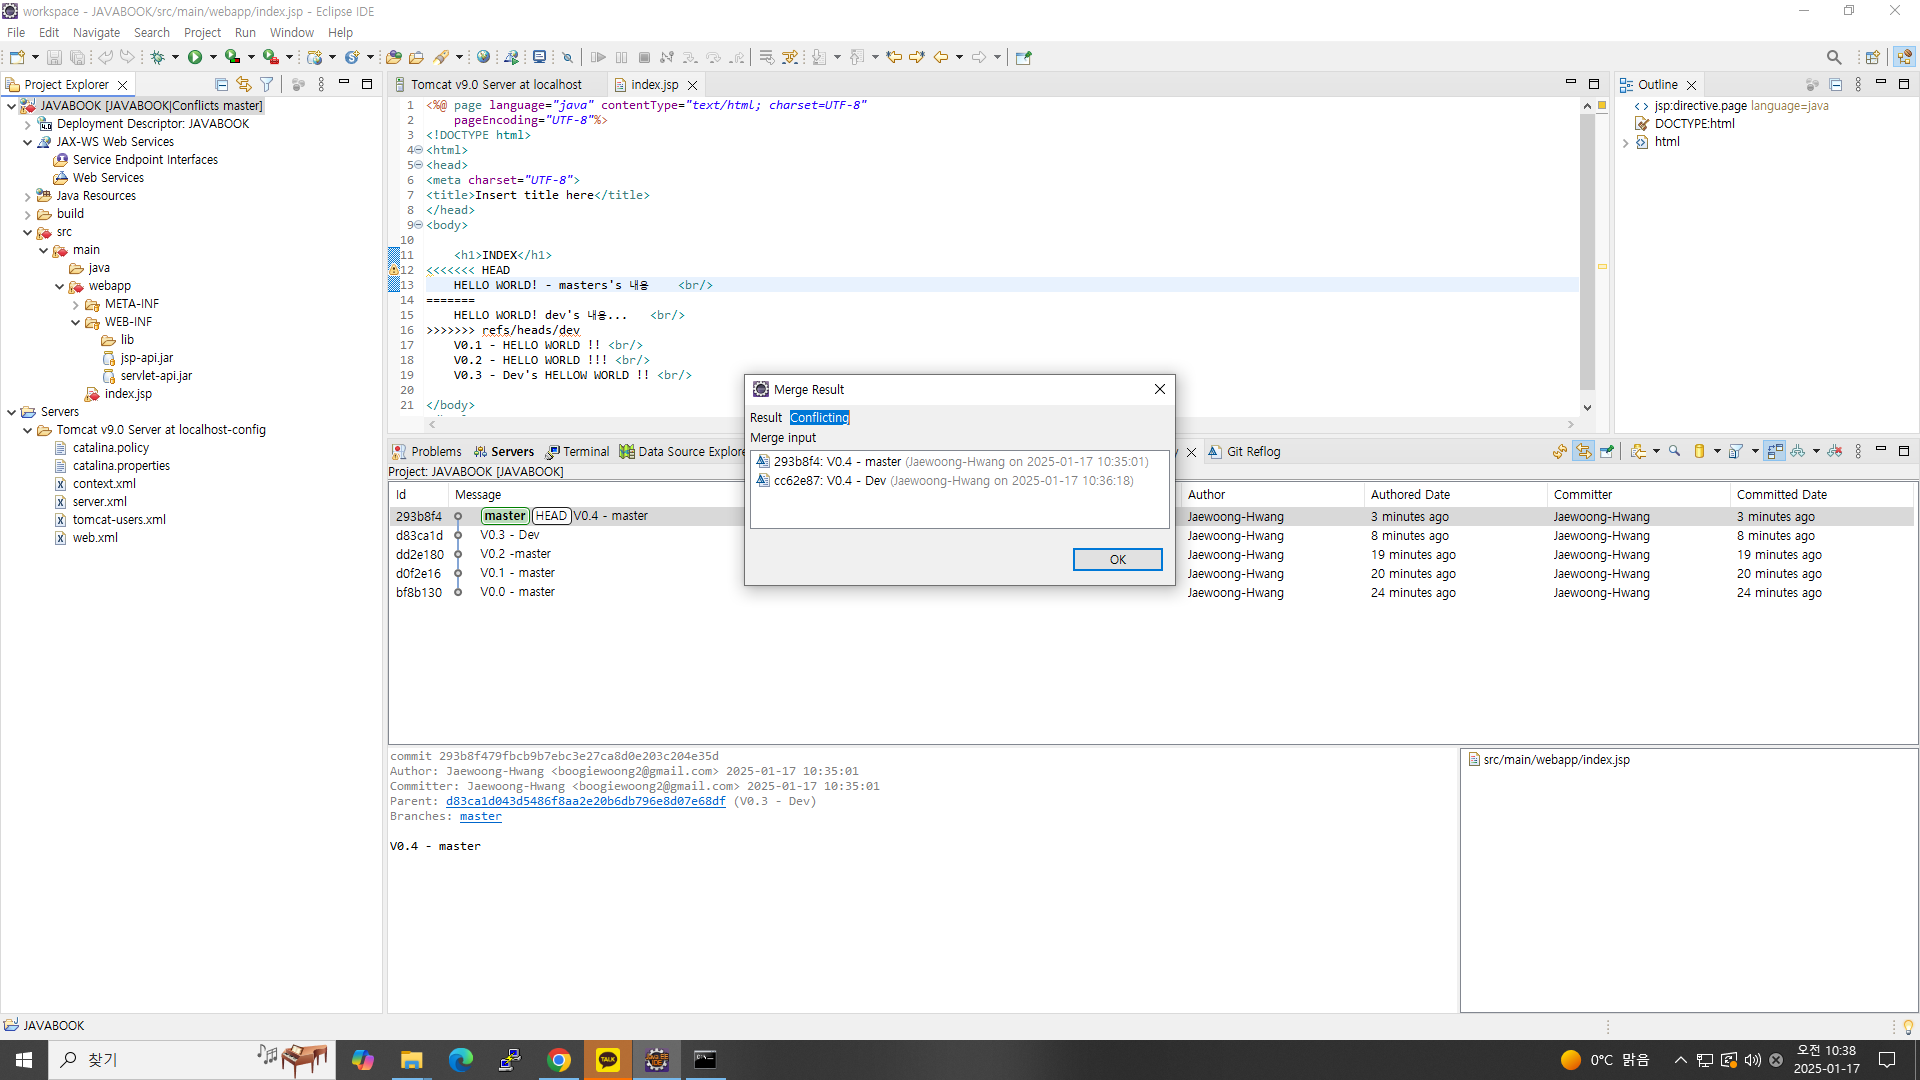 workspace - JAVABOOK/src/main/webapp/index.jsp - Eclipse IDE
File Edit Navigate Search Project Run Window Help
Project Explorer
JAVABOOK [JAVABOOK|Conflicts master]
Deployment Descriptor: JAVABOOK
JAX-WS Web Services
Service Endpoint Interfaces
Web Services
Java Resources
build
src
main
java
webapp
META-INF
WEB-INF
lib
jsp-api.jar
servlet-api.jar
index.jsp
Servers
Tomcat v9.0 Server at localhost-config
catalina.policy
catalina.properties
context.xml
server.xml
tomcat-users.xml
web.xml
Tomcat v9.0 Server at localhost index.jsp
1 <%@ page language="java" contentType="text/html; charset=UTF-8"
2 pageEncoding="UTF-8"%>
3 <!DOCTYPE html>
4 <html>
5 <head>
6 <meta charset="UTF-8">
7 <title>Insert title here</title>
8 </head>
9 <body>
10
11 <h1>INDEX</h1>
12 <<<<<<< HEAD
13 HELLO WORLD! - masters's 내용 <br/>
14 =======
15 HELLO WORLD! dev's 내용... <br/>
16 >>>>>>> refs/heads/dev
17 V0.1 - HELLO WORLD !! <br/>
18 V0.2 - HELLO WORLD !!! <br/>
19 V0.3 - Dev's HELLOW WORLD !! <br/>
20
21 </body>
Outline
jsp:directive.page language=java
DOCTYPE:html
html
Merge Result
Result Conflicting
Merge input
293b8f4: V0.4 - master (Jaewoong-Hwang on 2025-01-17 10:35:01)
cc62e87: V0.4 - Dev (Jaewoong-Hwang on 2025-01-17 10:36:18)
OK
Problems Servers Terminal Data Source Explore Git Reflog
Project: JAVABOOK [JAVABOOK]
Id Message Author Authored Date Committer Committed Date
293b8f4 master HEAD V0.4 - master Jaewoong-Hwang 3 minutes ago Jaewoong-Hwang 3 minutes ago
d83ca1d V0.3 - Dev Jaewoong-Hwang 8 minutes ago Jaewoong-Hwang 8 minutes ago
dd2e180 V0.2 -master Jaewoong-Hwang 19 minutes ago Jaewoong-Hwang 19 minutes ago
d0f2e16 V0.1 - master Jaewoong-Hwang 20 minutes ago Jaewoong-Hwang 20 minutes ago
bf8b130 V0.0 - master Jaewoong-Hwang 24 minutes ago Jaewoong-Hwang 24 minutes ago
commit 293b8f479fbcb9b7ebc3e27ca8d0e203c204e35d
Author: Jaewoong-Hwang <boogiewoong2@gmail.com> 2025-01-17 10:35:01
Committer: Jaewoong-Hwang <boogiewoong2@gmail.com> 2025-01-17 10:35:01
Parent: d83ca1d043d5486f8aa2e20b6db796e8d07e68df (V0.3 - Dev)
Branches: master
V0.4 - master
src/main/webapp/index.jsp
JAVABOOK
찾기
TALK
0°C 맑음
오전 10:38
2025-01-17